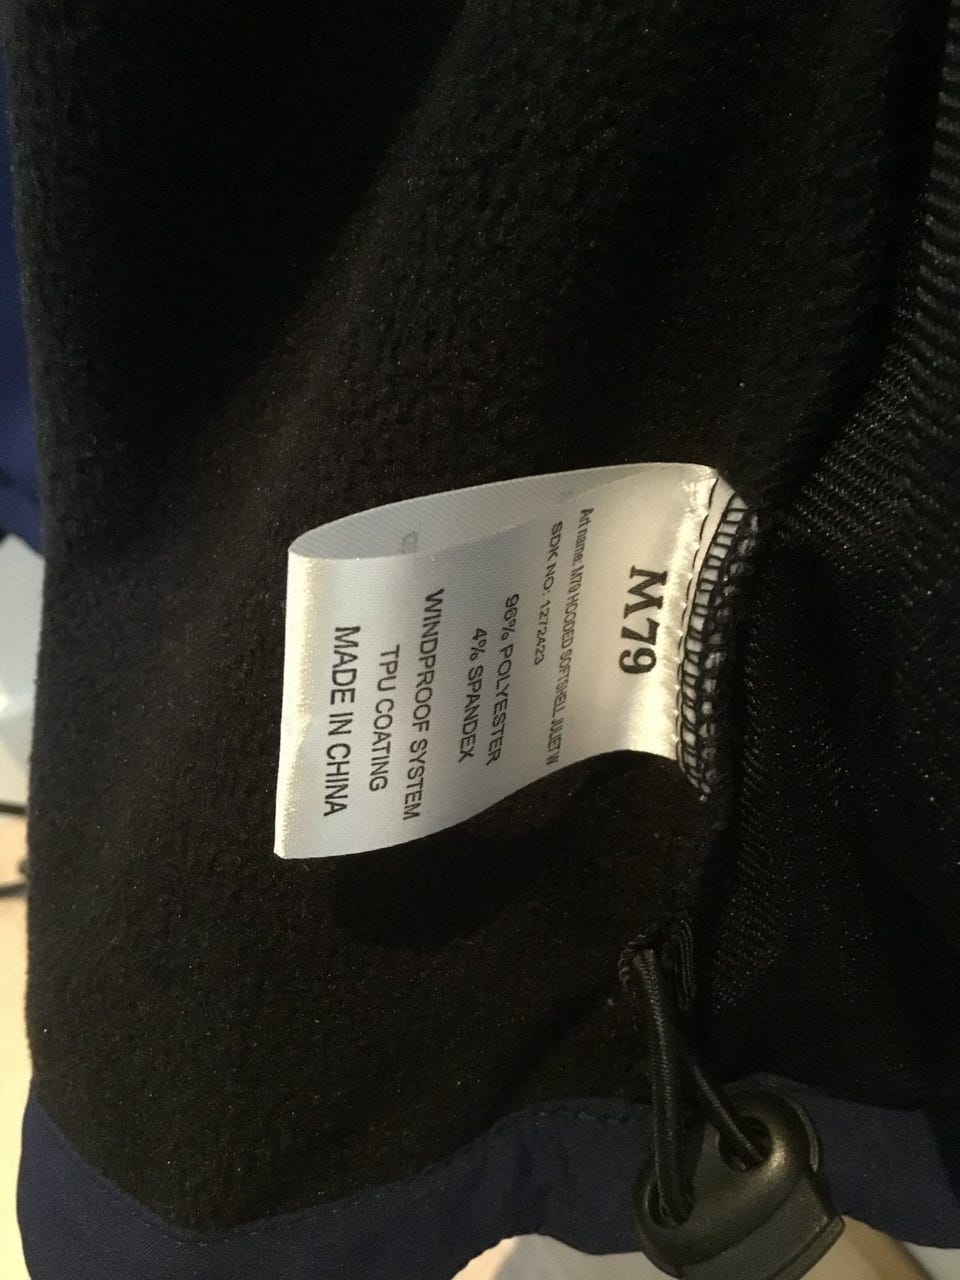 M79
Art name: M79 HOODED SOFTSHELL JULIET W
SDK NO: 1272423
96% POLYESTER
4% SPANDEX
WINDPROOF SYSTEM
TPU COATING
MADE IN CHINA